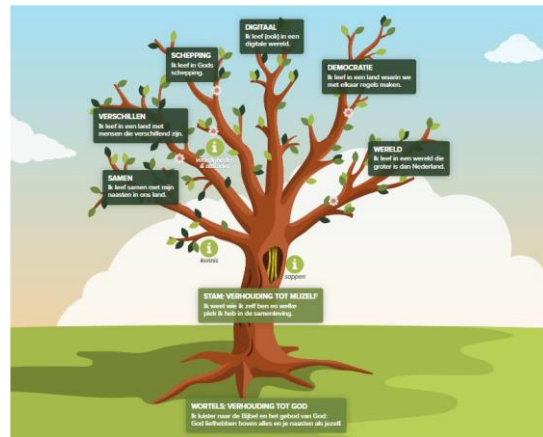 DIGITAAL
Ik leef (ook) in een
digitale wereld.
SCHEPPING
Ik leef in Gods
schepping.
DEMOCRATIE
Ik leef in een land waarin we
met elkaar regels maken.
VERSCHILLEN
Ik leef in een land met
mensen die verschillend zijn.
WERELD
Ik leef in een wereld die
groter is dan Nederland.
SAMEN
Ik leef samen met mijn
naasten in ons land.
vaardigheden
& attitudes
kennis
sappen
STAM: VERHOUDING TOT MIJZELF
Ik weet wie ik zelf ben en welke
plek ik heb in de samenleving.
WORTELS: VERHOUDING TOT GOD
Ik luister naar de Bijbel en het gebod van God:
God liefhebben boven alles en je naasten als jezelf.